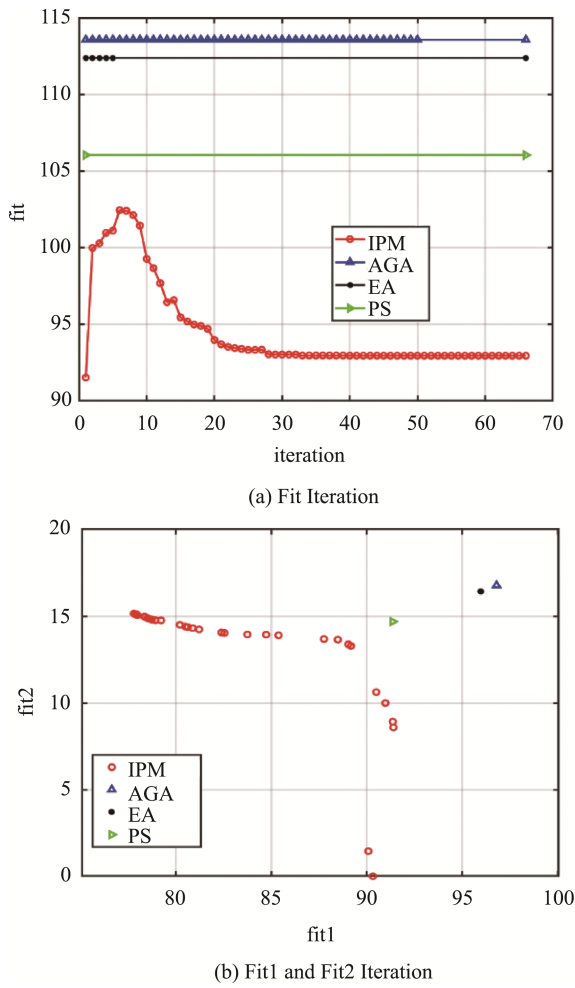 115
110
105
100
95
90
fit
IPM
AGA
EA
PS
0
10
20
30
40
50
60
70
iteration
(a) Fit Iteration
20
15
10
5
0
fit2
IPM
AGA
EA
PS
80
85
90
95
100
fit1
(b) Fit1 and Fit2 Iteration